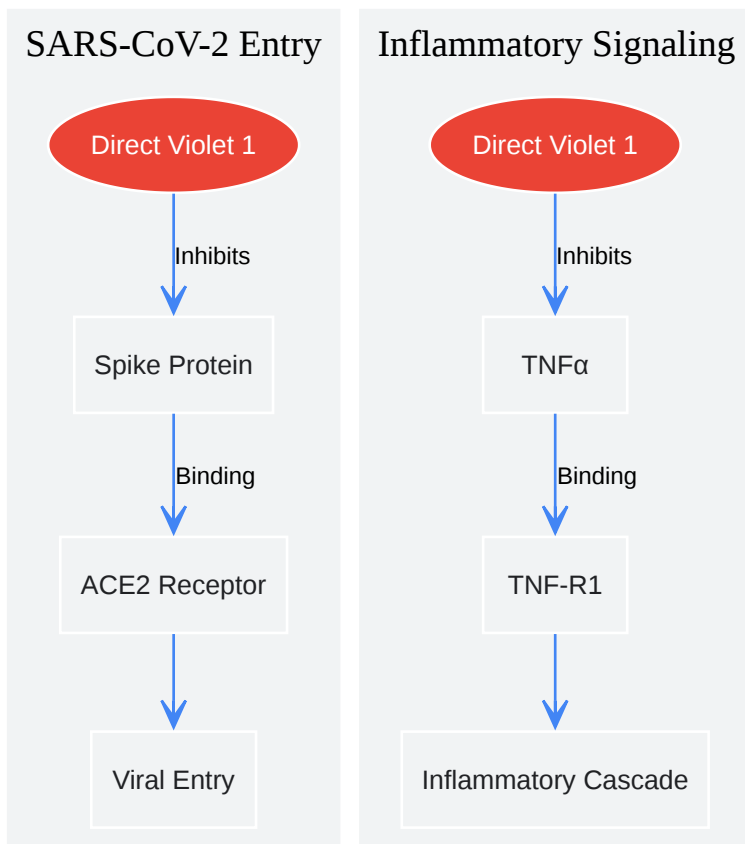 SARS-CoV-2 Entry
Direct Violet 1
Inhibits
Spike Protein
Binding
ACE2 Receptor
Viral Entry
Inflammatory Signaling
Direct Violet 1
Inhibits
TNFα
Binding
TNF-R1
Inflammatory Cascade